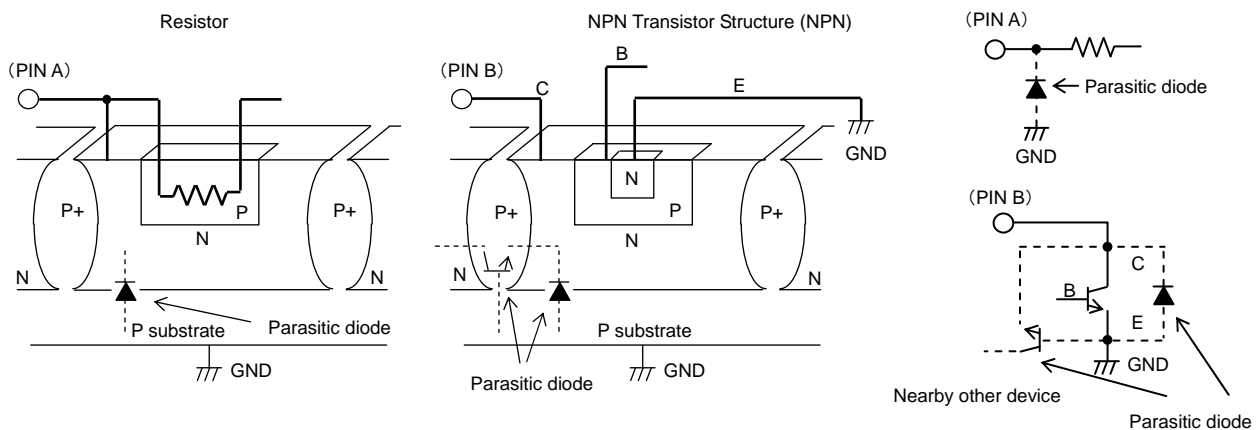 Resistor
(PIN A)
P+
P+
P
N
N
N
P substrate
Parasitic diode
GND
NPN Transistor Structure (NPN)
(PIN B)
B
C
E
GND
N
P+
P
P+
N
N
N
P substrate
GND
Parasitic diode
(PIN A)
Parasitic diode
GND
(PIN B)
C
B
E
GND
Nearby other device
Parasitic diode